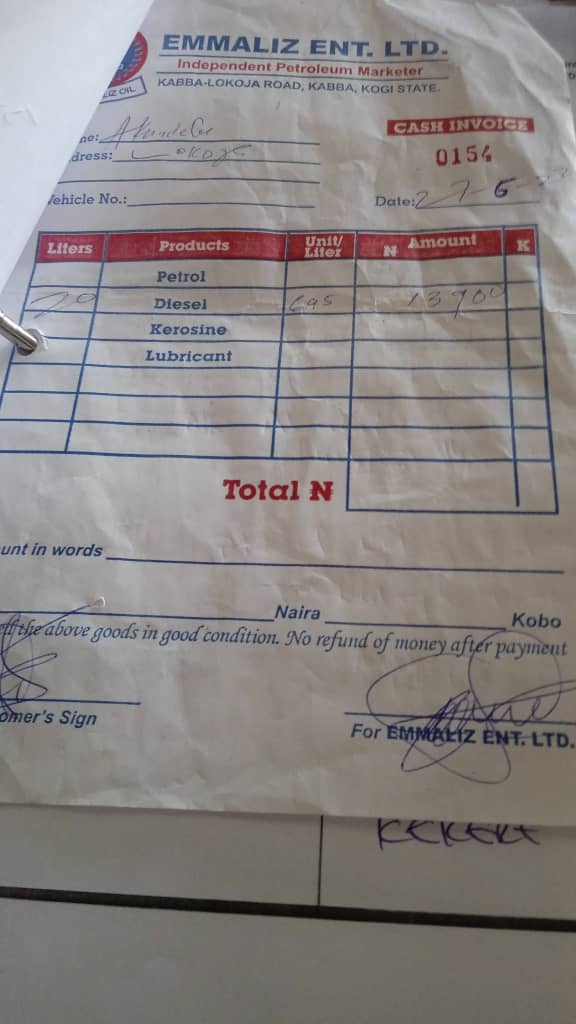 EMMALIZ ENT. LTD.
Independent Petroleum Marketer
KABBA-LOKOJA ROAD, KABBA, KOGI STATE.
LIZ OIL
CASH INVOICE
0154
me:
dress: Lokoja
Vehicle No.:
Date: 27-6-
Liters Products Unit/Liter ₦ Amount K
Petrol
20 Diesel 695 13900
Kerosine
Lubricant
Total ₦
unt in words
Naira Kobo
ed the above goods in good condition. No refund of money after payment
omer's Sign
For EMMALIZ ENT. LTD.